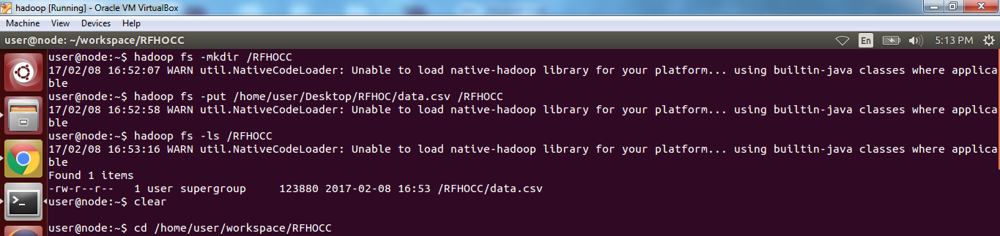 hadoop [Running] - Oracle VM VirtualBox
Machine View Devices Help
user@node: ~/workspace/RFHOCC
En
5:13 PM
user@node:~$ hadoop fs -mkdir /RFHOCC
17/02/08 16:52:07 WARN util.NativeCodeLoader: Unable to load native-hadoop library for your platform... using builtin-java classes where applica
ble
user@node:~$ hadoop fs -put /home/user/Desktop/RFHOC/data.csv /RFHOCC
17/02/08 16:52:58 WARN util.NativeCodeLoader: Unable to load native-hadoop library for your platform... using builtin-java classes where applica
ble
user@node:~$ hadoop fs -ls /RFHOCC
17/02/08 16:53:16 WARN util.NativeCodeLoader: Unable to load native-hadoop library for your platform... using builtin-java classes where applica
ble
Found 1 items
-rw-r--r--   1 user supergroup     123880 2017-02-08 16:53 /RFHOCC/data.csv
user@node:~$ clear
user@node:~$ cd /home/user/workspace/RFHOCC